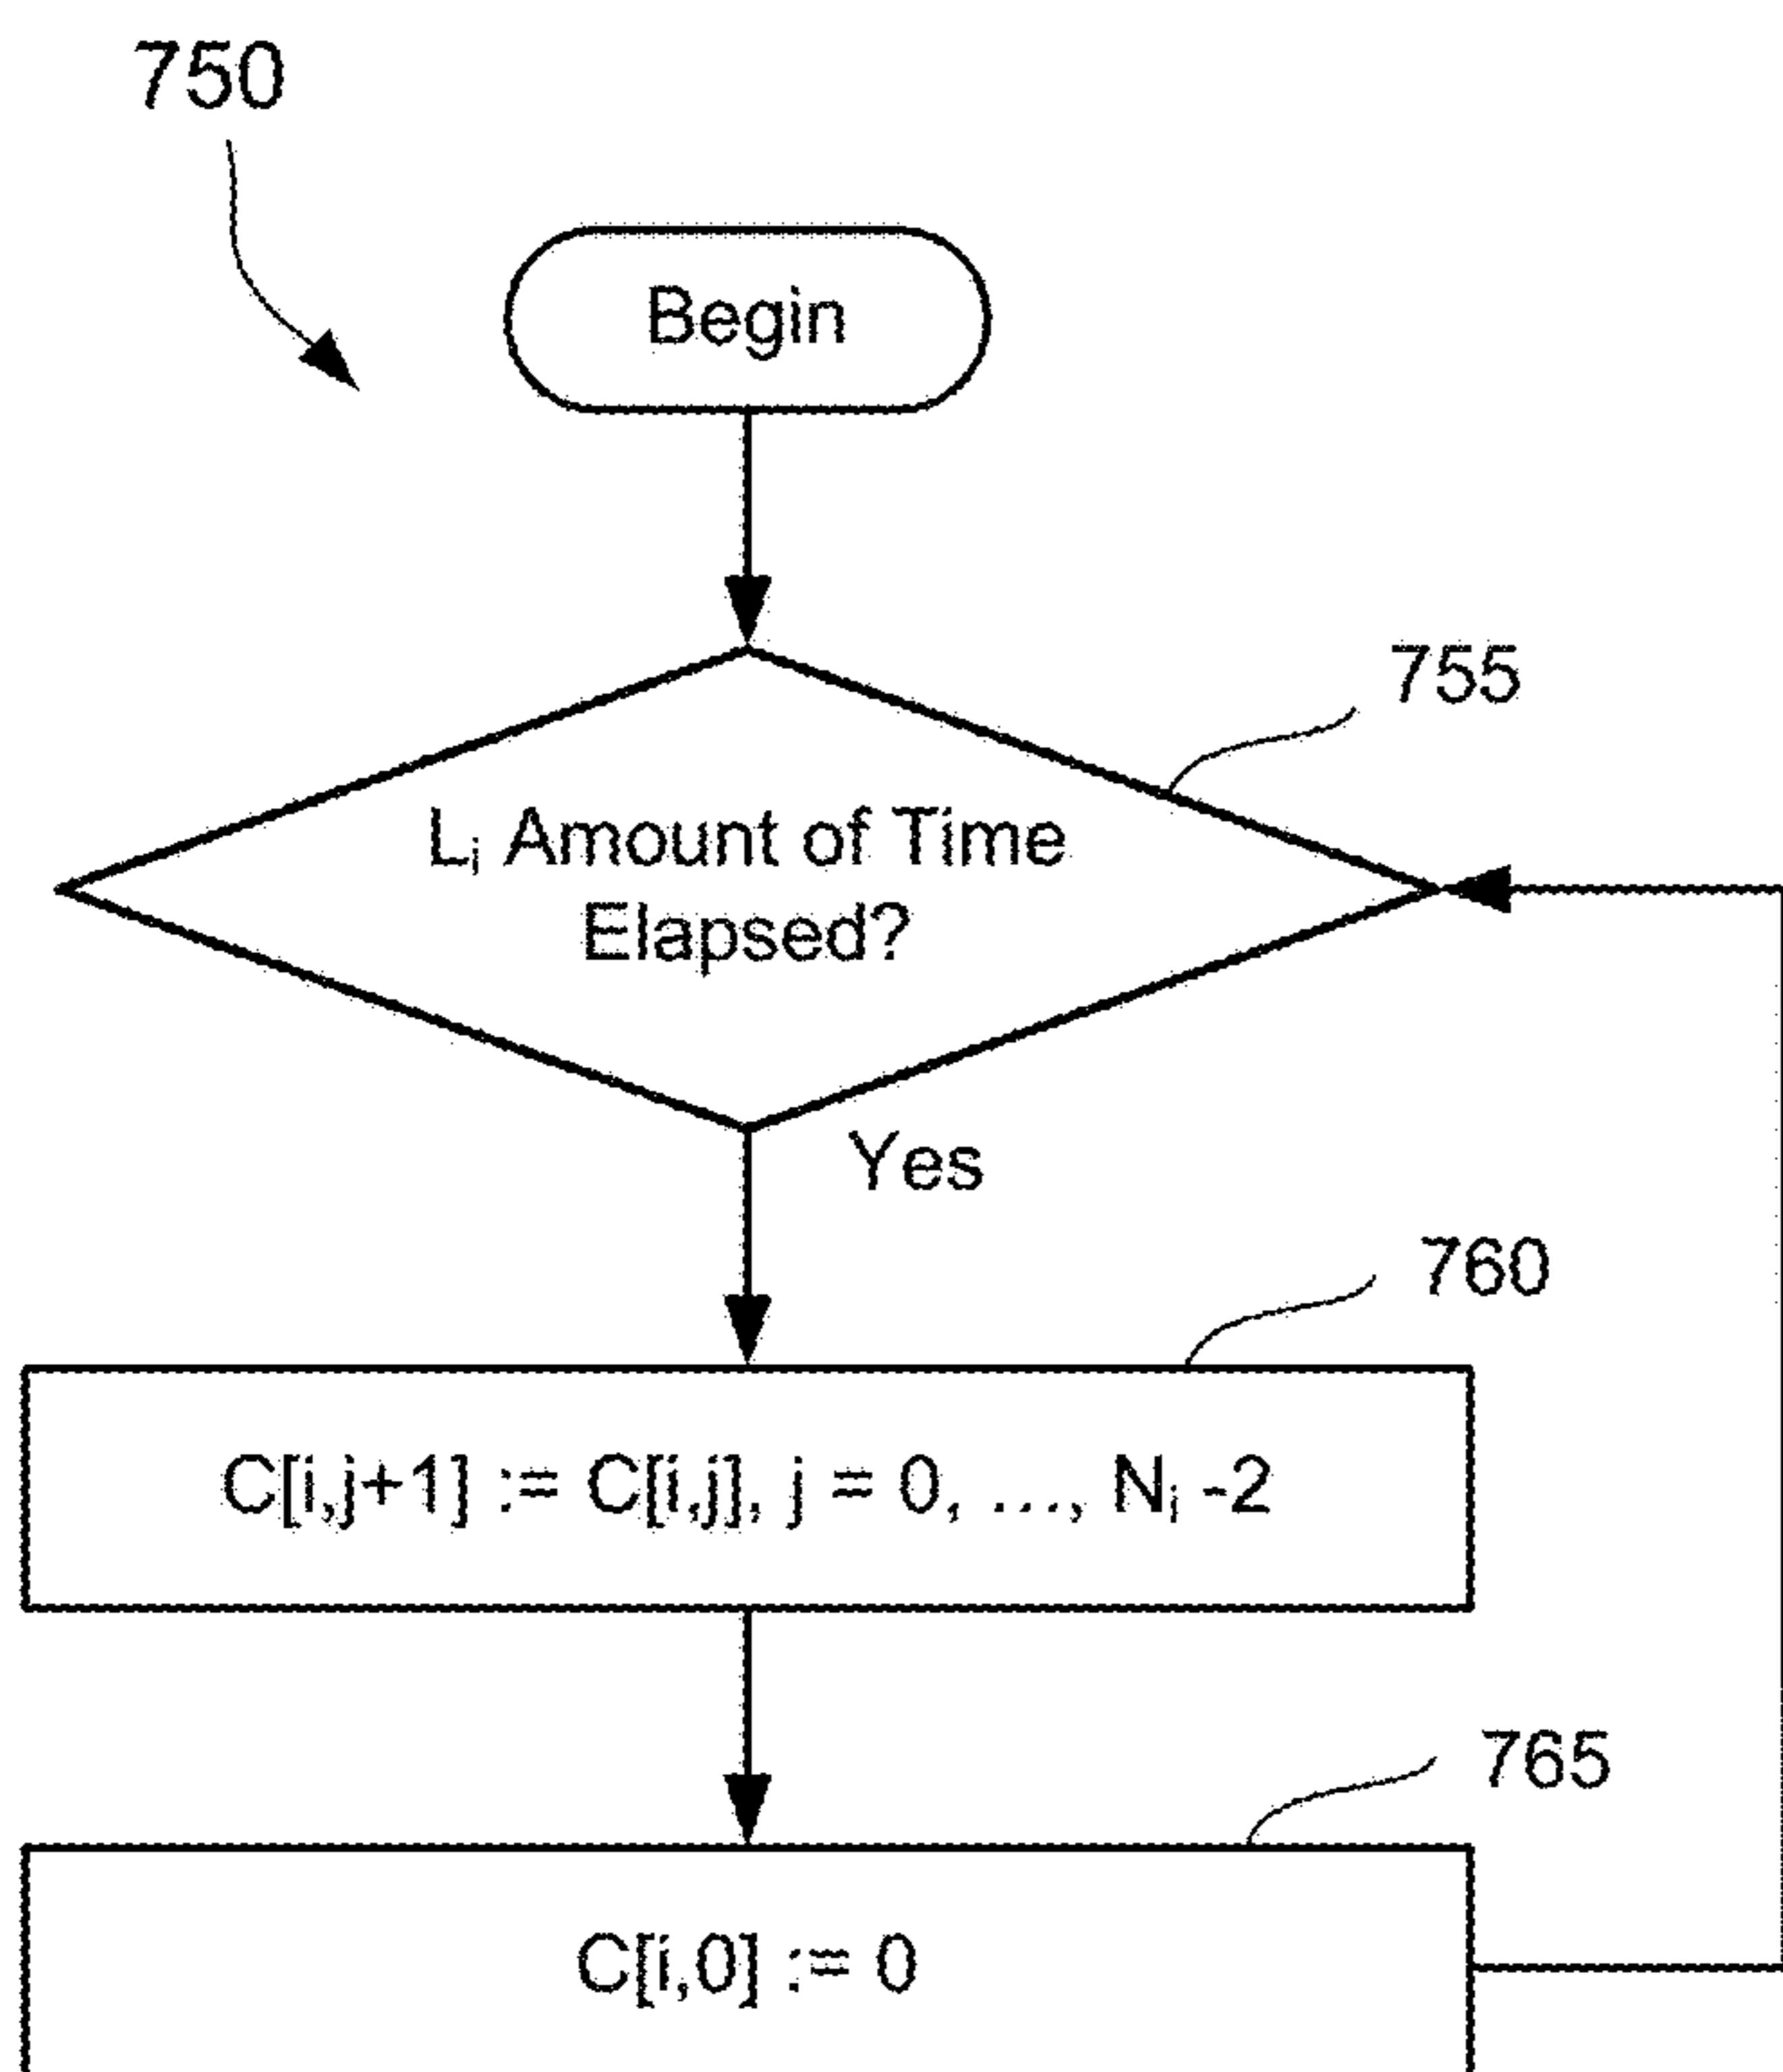 750
Begin
755
Lᵢ Amount of Time
Elapsed?
Yes
760
C[i,j+1] := C[i,j], j = 0, ..., Nᵢ -2
765
C[i,0] := 0